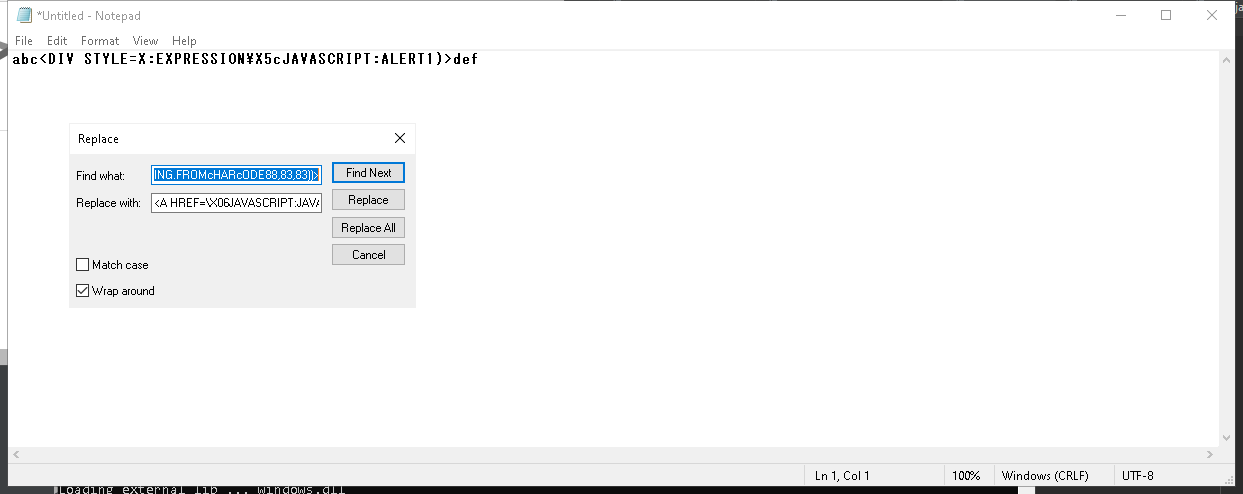 *Untitled - Notepad
File Edit Format View Help
abc<DIV STYLE=X:EXPRESSION¥X5cJAVASCRIPT:ALERT1)>def
Replace
Find what: ING.FROMcHARcODE88,83,83))> Find Next
Replace with: <A HREF=\X06JAVASCRIPT:JAVA Replace
Replace All
Cancel
Match case
Wrap around
Ln 1, Col 1 100% Windows (CRLF) UTF-8
Loading external lib ... windows.dll